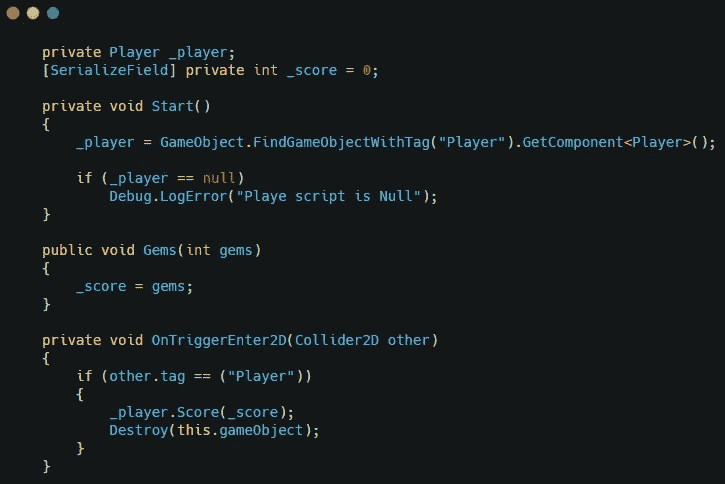 private Player _player;
[SerializeField] private int _score = 0;
private void Start()
{
_player = GameObject.FindGameObjectWithTag("Player").GetComponent<Player>();
if (_player == null)
Debug.LogError("Playe script is Null");
}
public void Gems(int gems)
{
_score = gems;
}
private void OnTriggerEnter2D(Collider2D other)
{
if (other.tag == ("Player"))
{
_player.Score(_score);
Destroy(this.gameObject);
}
}